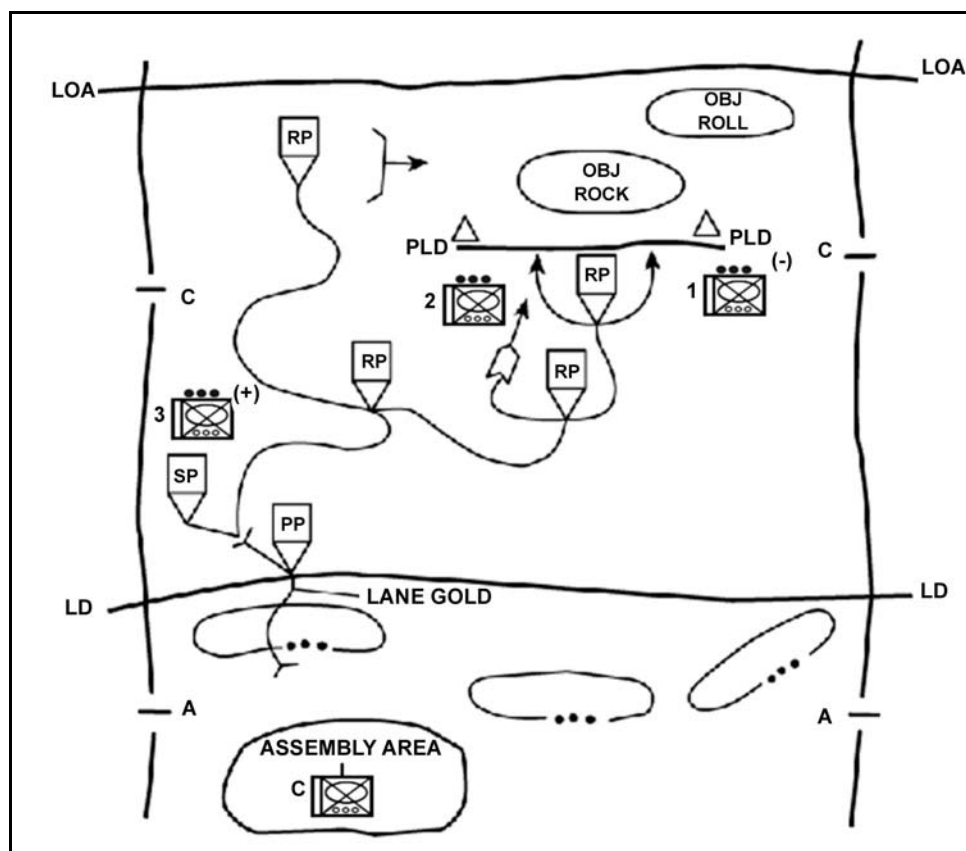 LOA
LOA
OBJ
ROLL
RP
OBJ
ROCK
PLD
PLD
C
C
(-)
RP
2
1
RP
RP
(+)
3
SP
PP
LD
LANE GOLD
LD
A
A
ASSEMBLY AREA
C